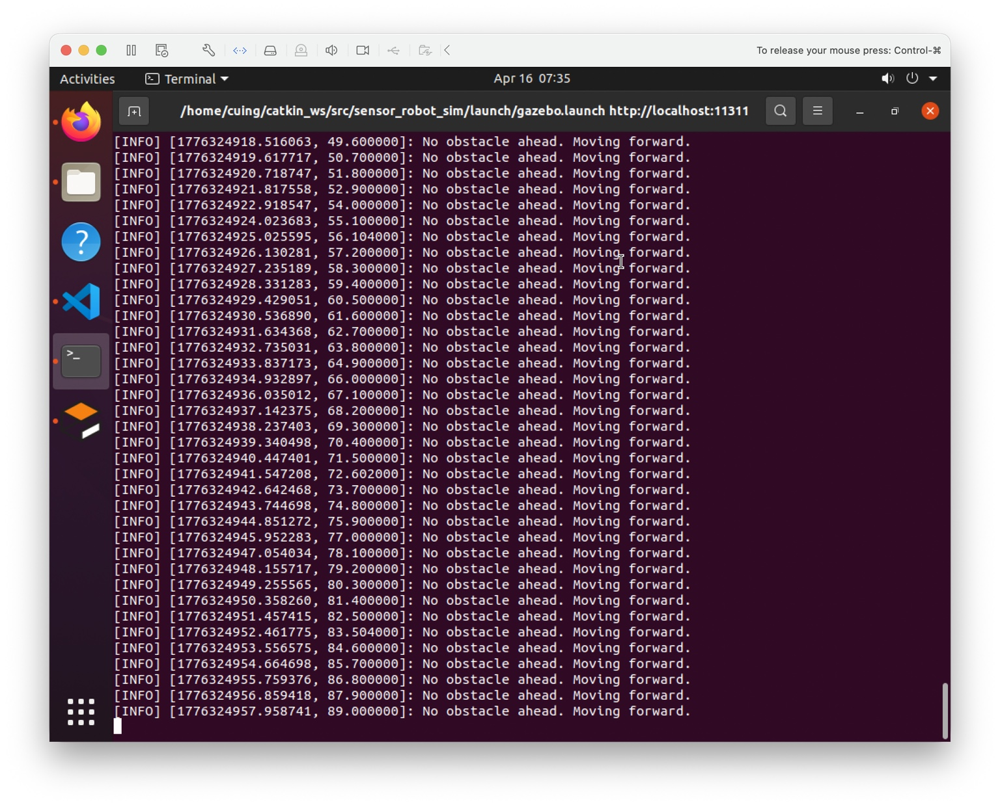 To release your mouse press: Control-⌘
Activities Terminal Apr 16 07:35
/home/cuing/catkin_ws/src/sensor_robot_sim/launch/gazebo.launch http://localhost:11311
[INFO] [1776324918.516063, 49.600000]: No obstacle ahead. Moving forward.
[INFO] [1776324919.617717, 50.700000]: No obstacle ahead. Moving forward.
[INFO] [1776324920.718747, 51.800000]: No obstacle ahead. Moving forward.
[INFO] [1776324921.817558, 52.900000]: No obstacle ahead. Moving forward.
[INFO] [1776324922.918547, 54.000000]: No obstacle ahead. Moving forward.
[INFO] [1776324924.023683, 55.100000]: No obstacle ahead. Moving forward.
[INFO] [1776324925.025595, 56.104000]: No obstacle ahead. Moving forward.
[INFO] [1776324926.130281, 57.200000]: No obstacle ahead. Moving forward.
[INFO] [1776324927.235189, 58.300000]: No obstacle ahead. Moving forward.
[INFO] [1776324928.331283, 59.400000]: No obstacle ahead. Moving forward.
[INFO] [1776324929.429051, 60.500000]: No obstacle ahead. Moving forward.
[INFO] [1776324930.536890, 61.600000]: No obstacle ahead. Moving forward.
[INFO] [1776324931.634368, 62.700000]: No obstacle ahead. Moving forward.
[INFO] [1776324932.735031, 63.800000]: No obstacle ahead. Moving forward.
[INFO] [1776324933.837173, 64.900000]: No obstacle ahead. Moving forward.
[INFO] [1776324934.932897, 66.000000]: No obstacle ahead. Moving forward.
[INFO] [1776324936.035012, 67.100000]: No obstacle ahead. Moving forward.
[INFO] [1776324937.142375, 68.200000]: No obstacle ahead. Moving forward.
[INFO] [1776324938.237403, 69.300000]: No obstacle ahead. Moving forward.
[INFO] [1776324939.340498, 70.400000]: No obstacle ahead. Moving forward.
[INFO] [1776324940.447401, 71.500000]: No obstacle ahead. Moving forward.
[INFO] [1776324941.547208, 72.602000]: No obstacle ahead. Moving forward.
[INFO] [1776324942.642468, 73.700000]: No obstacle ahead. Moving forward.
[INFO] [1776324943.744698, 74.800000]: No obstacle ahead. Moving forward.
[INFO] [1776324944.851272, 75.900000]: No obstacle ahead. Moving forward.
[INFO] [1776324945.952283, 77.000000]: No obstacle ahead. Moving forward.
[INFO] [1776324947.054034, 78.100000]: No obstacle ahead. Moving forward.
[INFO] [1776324948.155717, 79.200000]: No obstacle ahead. Moving forward.
[INFO] [1776324949.255565, 80.300000]: No obstacle ahead. Moving forward.
[INFO] [1776324950.358260, 81.400000]: No obstacle ahead. Moving forward.
[INFO] [1776324951.457415, 82.500000]: No obstacle ahead. Moving forward.
[INFO] [1776324952.461775, 83.504000]: No obstacle ahead. Moving forward.
[INFO] [1776324953.556575, 84.600000]: No obstacle ahead. Moving forward.
[INFO] [1776324954.664698, 85.700000]: No obstacle ahead. Moving forward.
[INFO] [1776324955.759376, 86.800000]: No obstacle ahead. Moving forward.
[INFO] [1776324956.859418, 87.900000]: No obstacle ahead. Moving forward.
[INFO] [1776324957.958741, 89.000000]: No obstacle ahead. Moving forward.